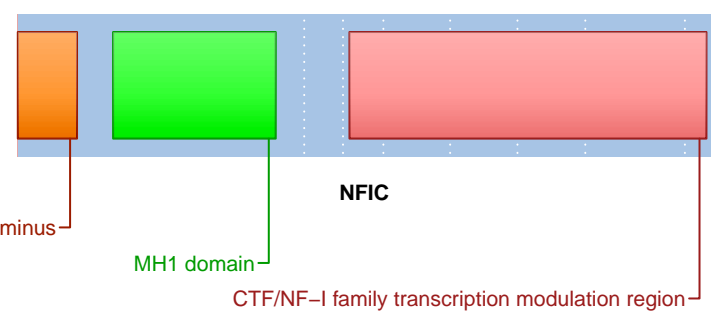 NFIC
minus
MH1 domain
CTF/NF−I family transcription modulation region